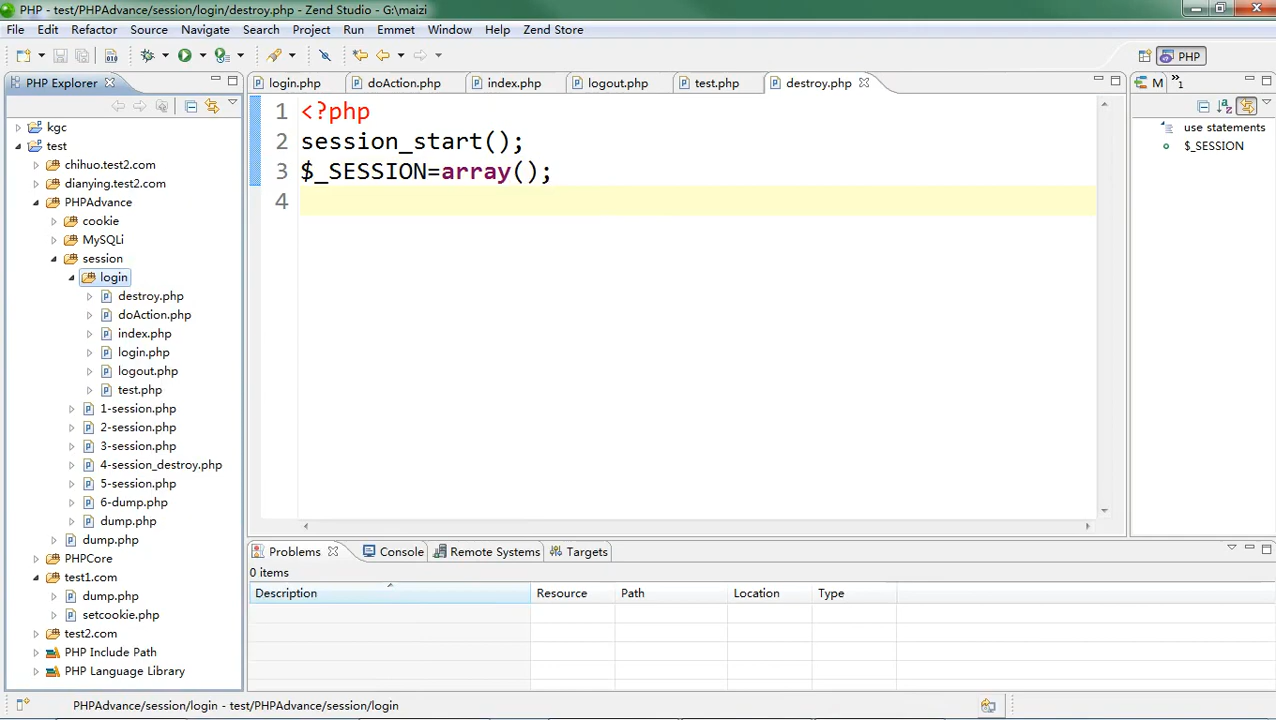 PHP - test/PHPAdvance/session/login/destroy.php - Zend Studio - G:\maizi
File Edit Refactor Source Navigate Search Project Run Emmet Window Help Zend Store
PHP
PHP Explorer
login.php doAction.php index.php logout.php test.php destroy.php
M »1
kgc
test
chihuo.test2.com
dianying.test2.com
PHPAdvance
cookie
MySQLi
session
login
destroy.php
doAction.php
index.php
login.php
logout.php
test.php
1-session.php
2-session.php
3-session.php
4-session_destroy.php
5-session.php
6-dump.php
dump.php
dump.php
PHPCore
test1.com
dump.php
setcookie.php
test2.com
PHP Include Path
PHP Language Library
1 <?php
2 session_start();
3 $_SESSION=array();
4
use statements
$_SESSION
Problems Console Remote Systems Targets
0 items
Description Resource Path Location Type
PHPAdvance/session/login - test/PHPAdvance/session/login